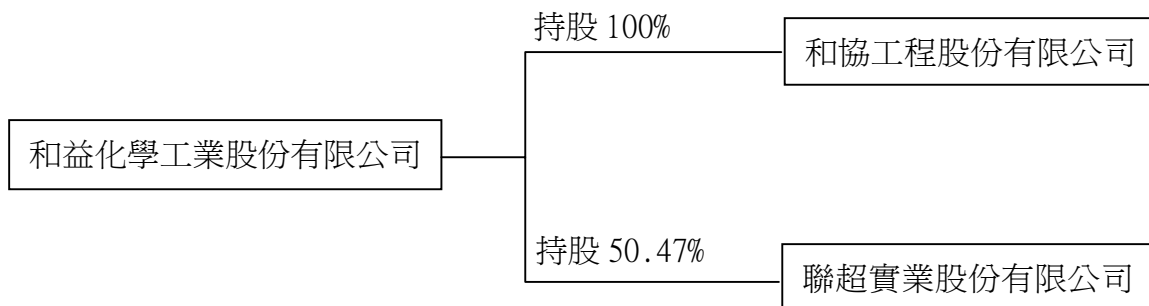 持股 100%
和協工程股份有限公司
和益化學工業股份有限公司
持股 50.47%
聯超實業股份有限公司